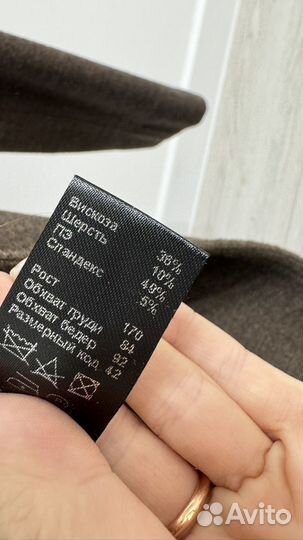 Вискоза 36%
Шерсть 10%
ПЭ 49%
Спандекс 5%
Рост 170
Обхват груди 84
Обхват бедер 92
Размерный код 42
Avito